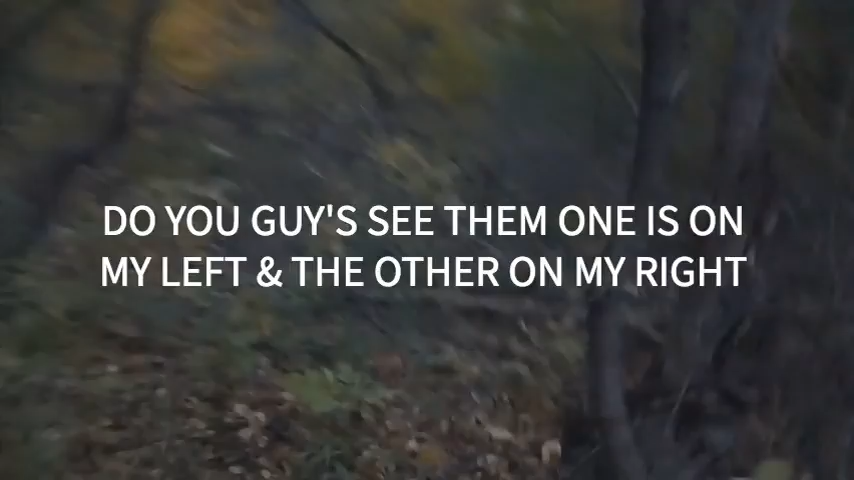 DO YOU GUY'S SEE THEM ONE IS ON
MY LEFT & THE OTHER ON MY RIGHT